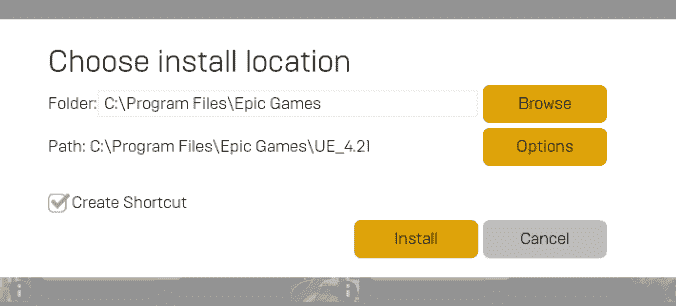 Choose install location
Folder: C:\Program Files\Epic Games Browse
Path: C:\Program Files\Epic Games\UE_4.21 Options
Create Shortcut
Install Cancel